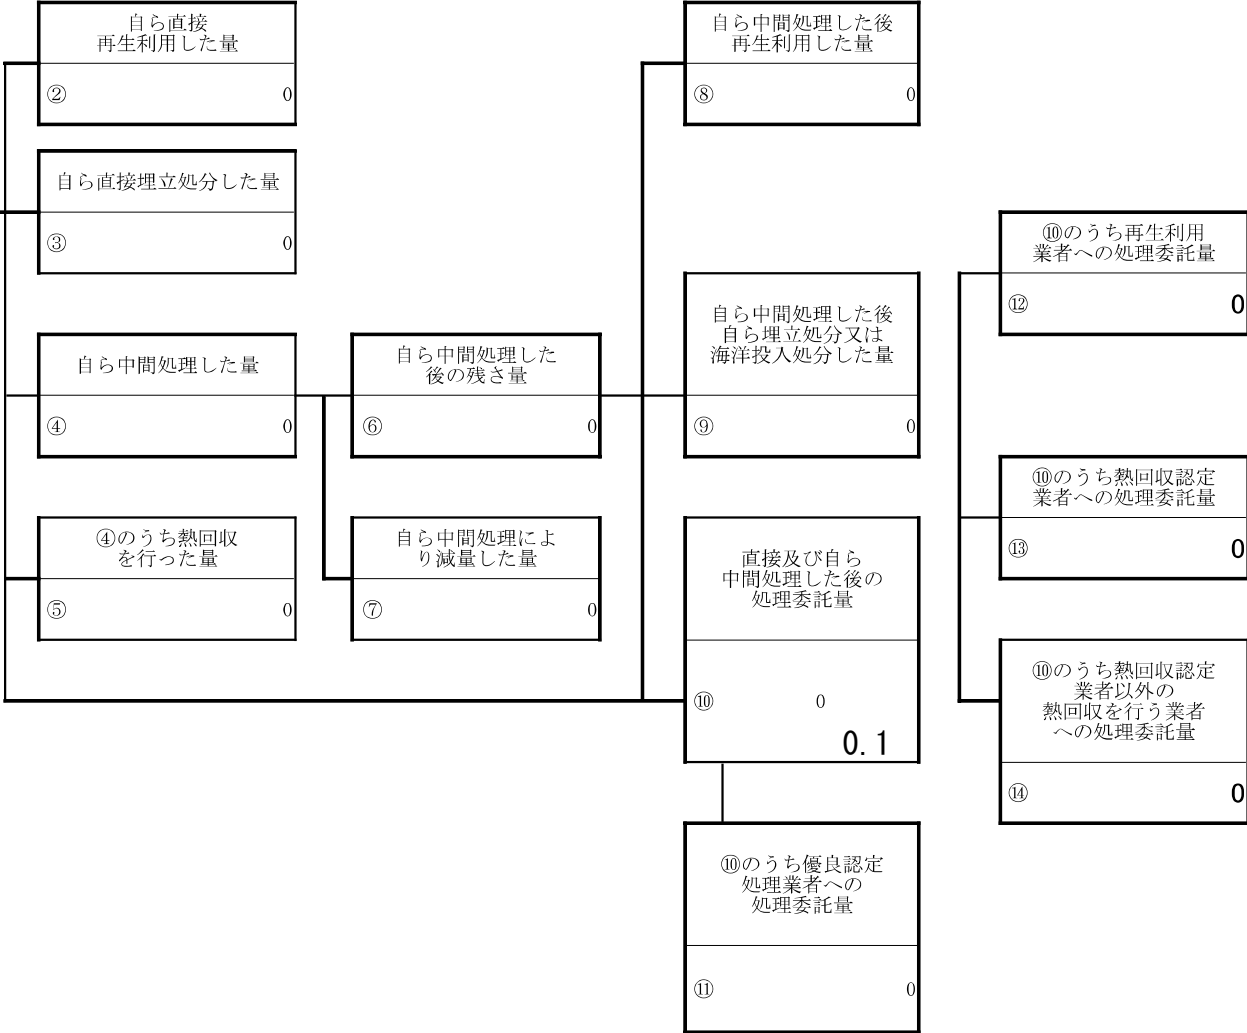 自ら直接
再生利用した量
② 0
自ら直接埋立処分した量
③ 0
自ら中間処理した量
④ 0
④のうち熱回収
を行った量
⑤ 0
自ら中間処理した
後の残さ量
⑥ 0
自ら中間処理によ
り減量した量
⑦ 0
自ら中間処理した後
再生利用した量
⑧ 0
自ら中間処理した後
自ら埋立処分又は
海洋投入処分した量
⑨ 0
直接及び自ら
中間処理した後の
処理委託量
⑩ 0
0.1
⑩のうち優良認定
処理業者への
処理委託量
⑪ 0
⑩のうち再生利用
業者への処理委託量
⑫ 0
⑩のうち熱回収認定
業者への処理委託量
⑬ 0
⑩のうち熱回収認定
業者以外の
熱回収を行う業者
への処理委託量
⑭ 0